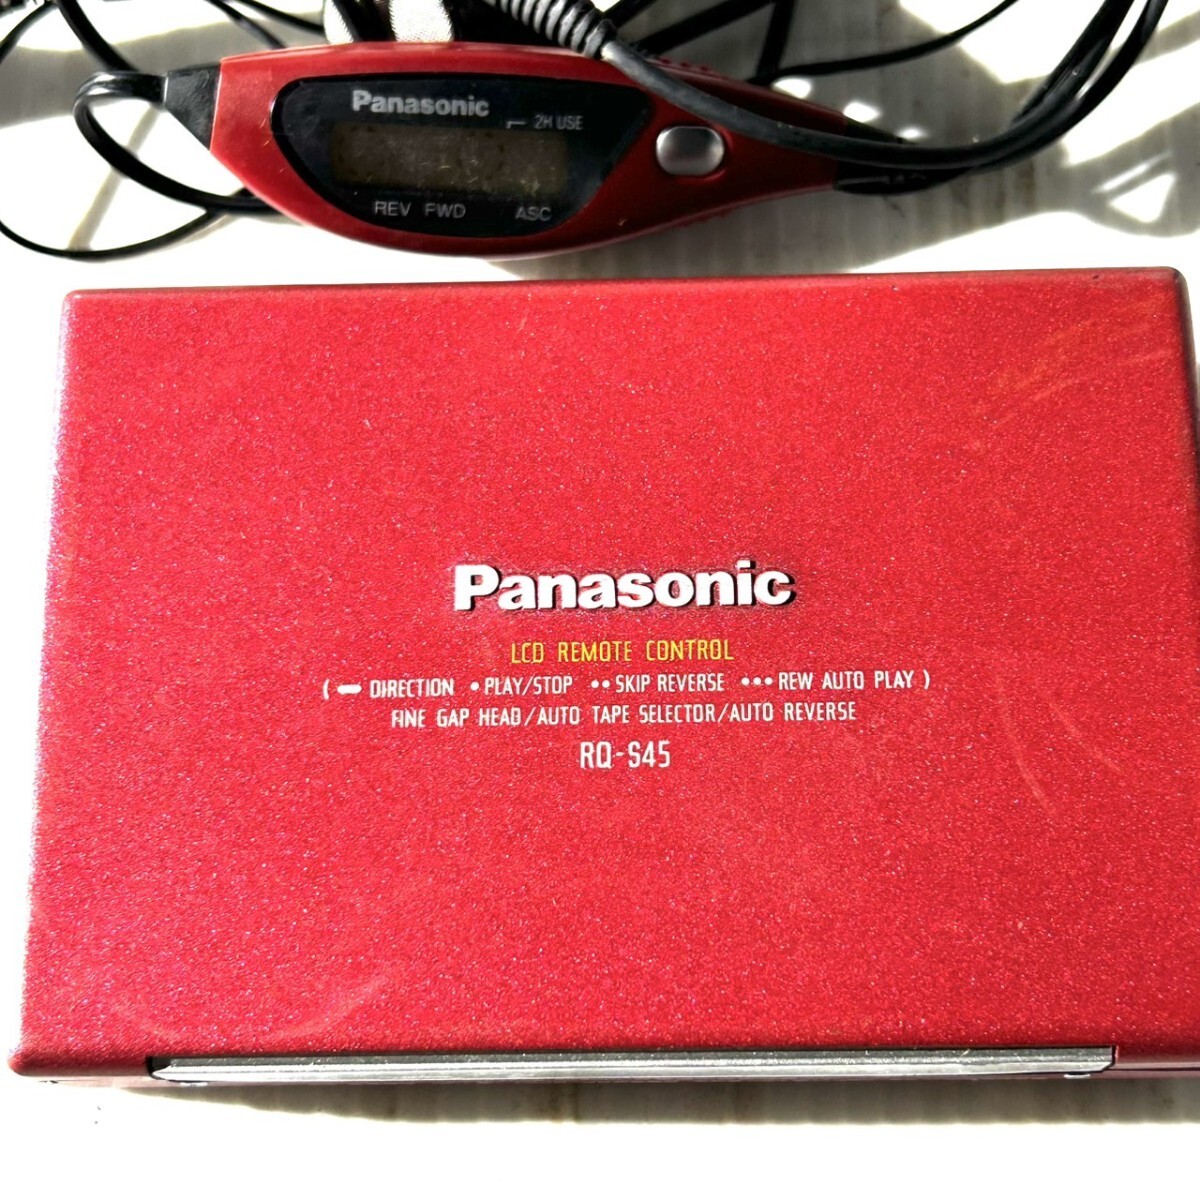 Panasonic
2H USE
REV FWD ASC
Panasonic
LCD REMOTE CONTROL
( ━ DIRECTION • PLAY/STOP •• SKIP REVERSE ••• REW AUTO PLAY )
FINE GAP HEAD/AUTO TAPE SELECTOR/AUTO REVERSE
RQ-S45